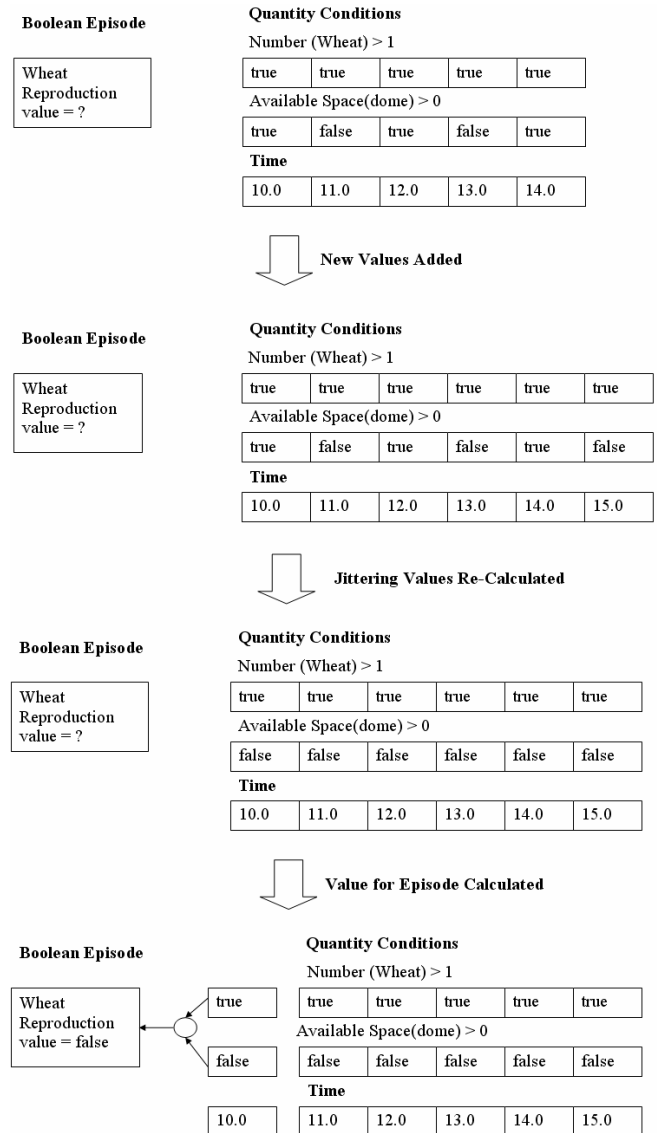 Boolean Episode
Quantity Conditions
Number (Wheat) > 1
Wheat
Reproduction
value = ?
true true true true true
Available Space(dome) > 0
true false true false true
Time
10.0 11.0 12.0 13.0 14.0
New Values Added
Boolean Episode
Quantity Conditions
Number (Wheat) > 1
Wheat
Reproduction
value = ?
true true true true true true
Available Space(dome) > 0
true false true false true false
Time
10.0 11.0 12.0 13.0 14.0 15.0
Jittering Values Re-Calculated
Boolean Episode
Quantity Conditions
Number (Wheat) > 1
Wheat
Reproduction
value = ?
true true true true true true
Available Space(dome) > 0
false false false false false false
Time
10.0 11.0 12.0 13.0 14.0 15.0
Value for Episode Calculated
Boolean Episode
Quantity Conditions
Number (Wheat) > 1
Wheat
Reproduction
value = false
true true true true true true
Available Space(dome) > 0
false false false false false false
Time
10.0 11.0 12.0 13.0 14.0 15.0